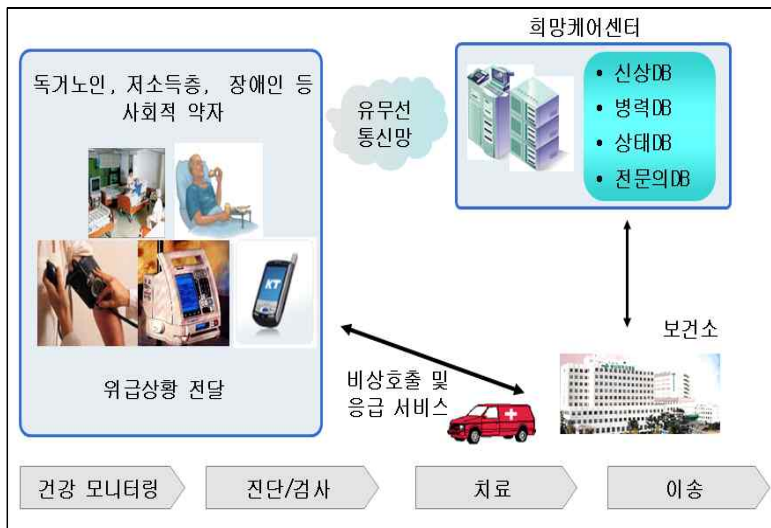 희망케어센터
독거노인, 저소득층, 장애인 등
사회적 약자
유무선
통신망
• 신상DB
• 병력DB
• 상태DB
• 전문의DB
KT
위급상황 전달
비상호출 및
응급 서비스
보건소
건강 모니터링
진단/검사
치료
이송